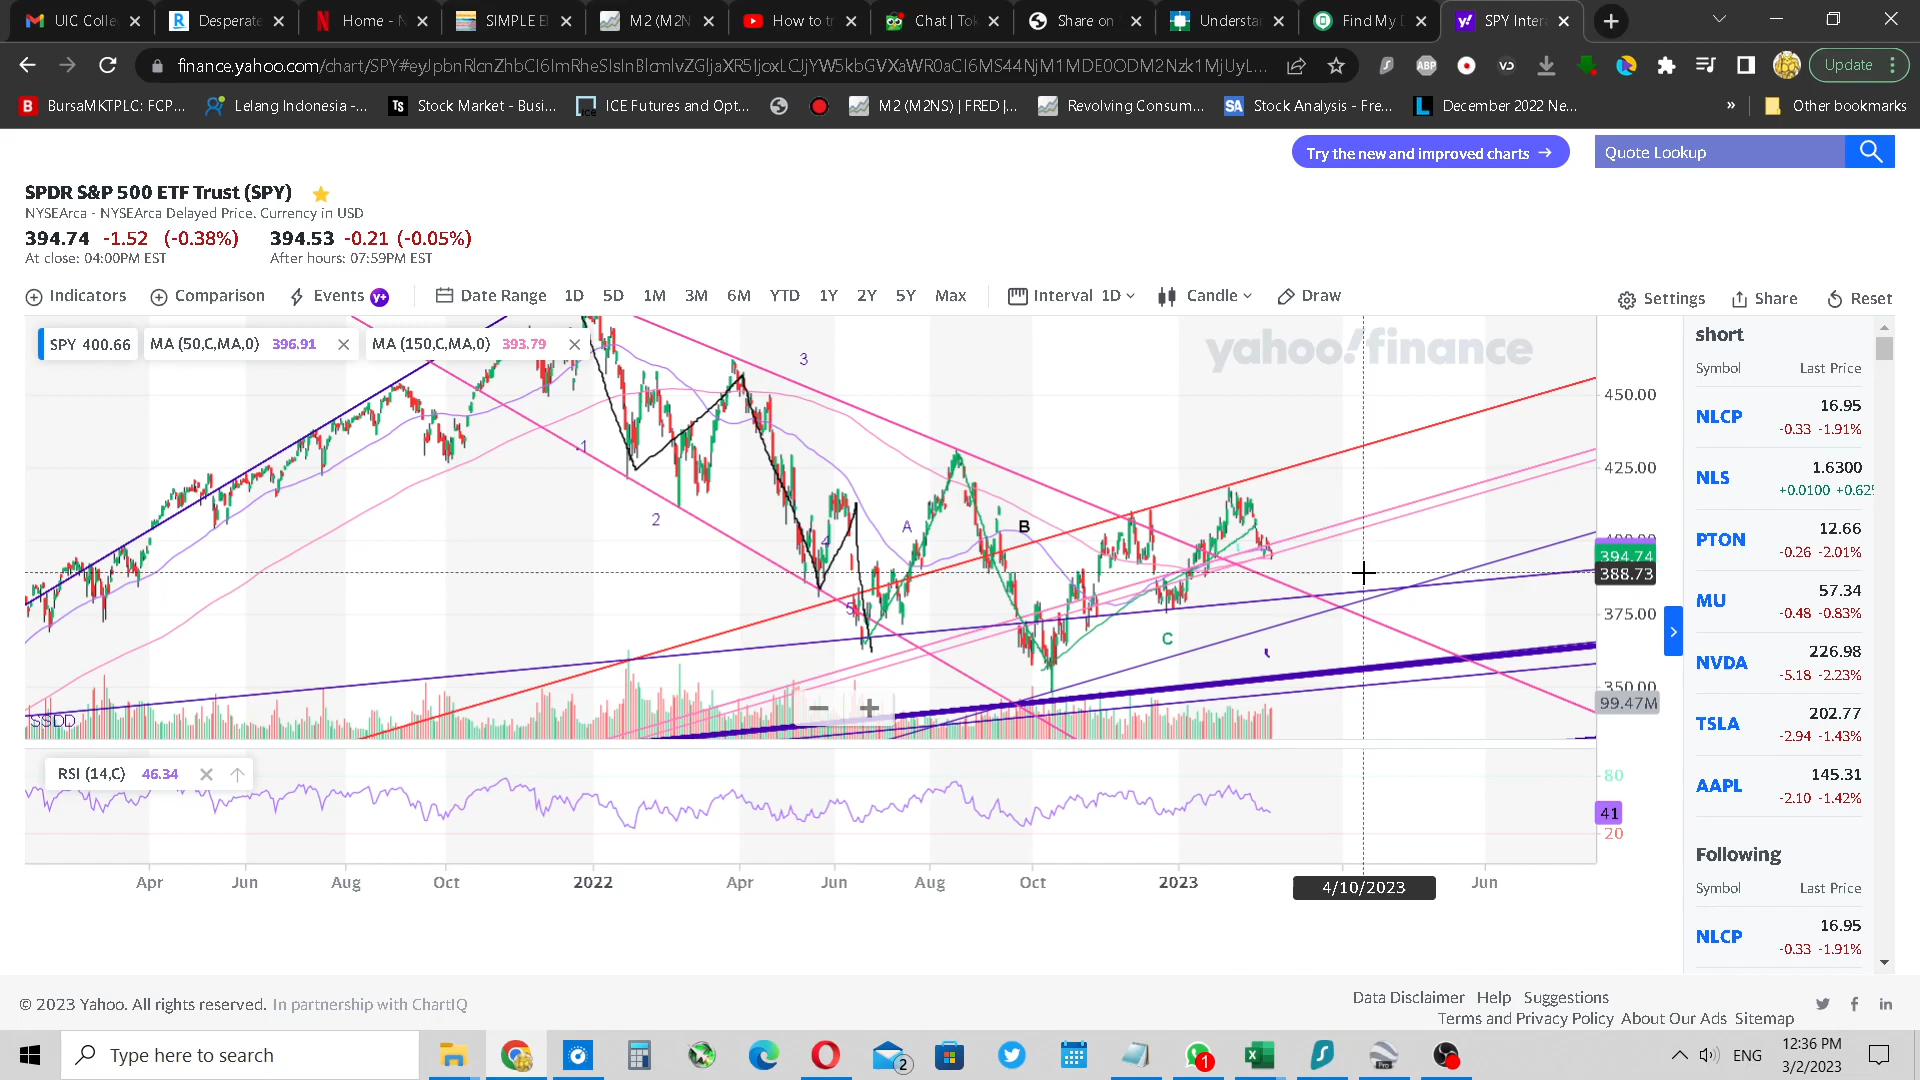 UIC Colle
Desperate
Home - N
SIMPLE E
M2 (M2N
How to tr
Chat | Tok
Share on
Understa
Find My D
SPY Inter
finance.yahoo.com/chart/SPY#eyJpbnRlcnZhbCI6ImRheSIsInBlcmlvZGljaXR5IjoxLCJjYW5kbGVXaWR0aCI6MS44NjM1MDE0ODM2Nzk1MjUyL...
ABP
Update
BursaMKTPLC: FCP...
Lelang Indonesia -...
Stock Market - Busi...
ICE Futures and Opt...
M2 (M2NS) | FRED |...
Revolving Consum...
Stock Analysis - Fre...
December 2022 Ne...
»
Other bookmarks
Try the new and improved charts →
Quote Lookup
SPDR S&P 500 ETF Trust (SPY)
NYSEArca - NYSEArca Delayed Price. Currency in USD
394.74 -1.52 (-0.38%) 394.53 -0.21 (-0.05%)
At close: 04:00PM EST After hours: 07:59PM EST
Indicators Comparison Events y+ Date Range 1D 5D 1M 3M 6M YTD 1Y 2Y 5Y Max Interval 1D Candle Draw Settings Share Reset
SPY 400.66 MA (50,C,MA,0) 396.91 MA (150,C,MA,0) 393.79
yahoo!finance
3
1
2
4
5
A
B
C
450.00
425.00
394.74
388.73
375.00
350.00
99.47M
SSDD
RSI (14,C) 46.34
80
41
20
Apr Jun Aug Oct 2022 Apr Jun Aug Oct 2023 4/10/2023 Jun
short
Symbol Last Price
NLCP 16.95
-0.33 -1.91%
NLS 1.6300
+0.0100 +0.62
PTON 12.66
-0.26 -2.01%
MU 57.34
-0.48 -0.83%
NVDA 226.98
-5.18 -2.23%
TSLA 202.77
-2.94 -1.43%
AAPL 145.31
-2.10 -1.42%
Following
Symbol Last Price
NLCP 16.95
-0.33 -1.91%
© 2023 Yahoo. All rights reserved. In partnership with ChartIQ
Data Disclaimer Help Suggestions
Terms and Privacy Policy About Our Ads Sitemap
Type here to search
2
1
ENG
12:36 PM
3/2/2023